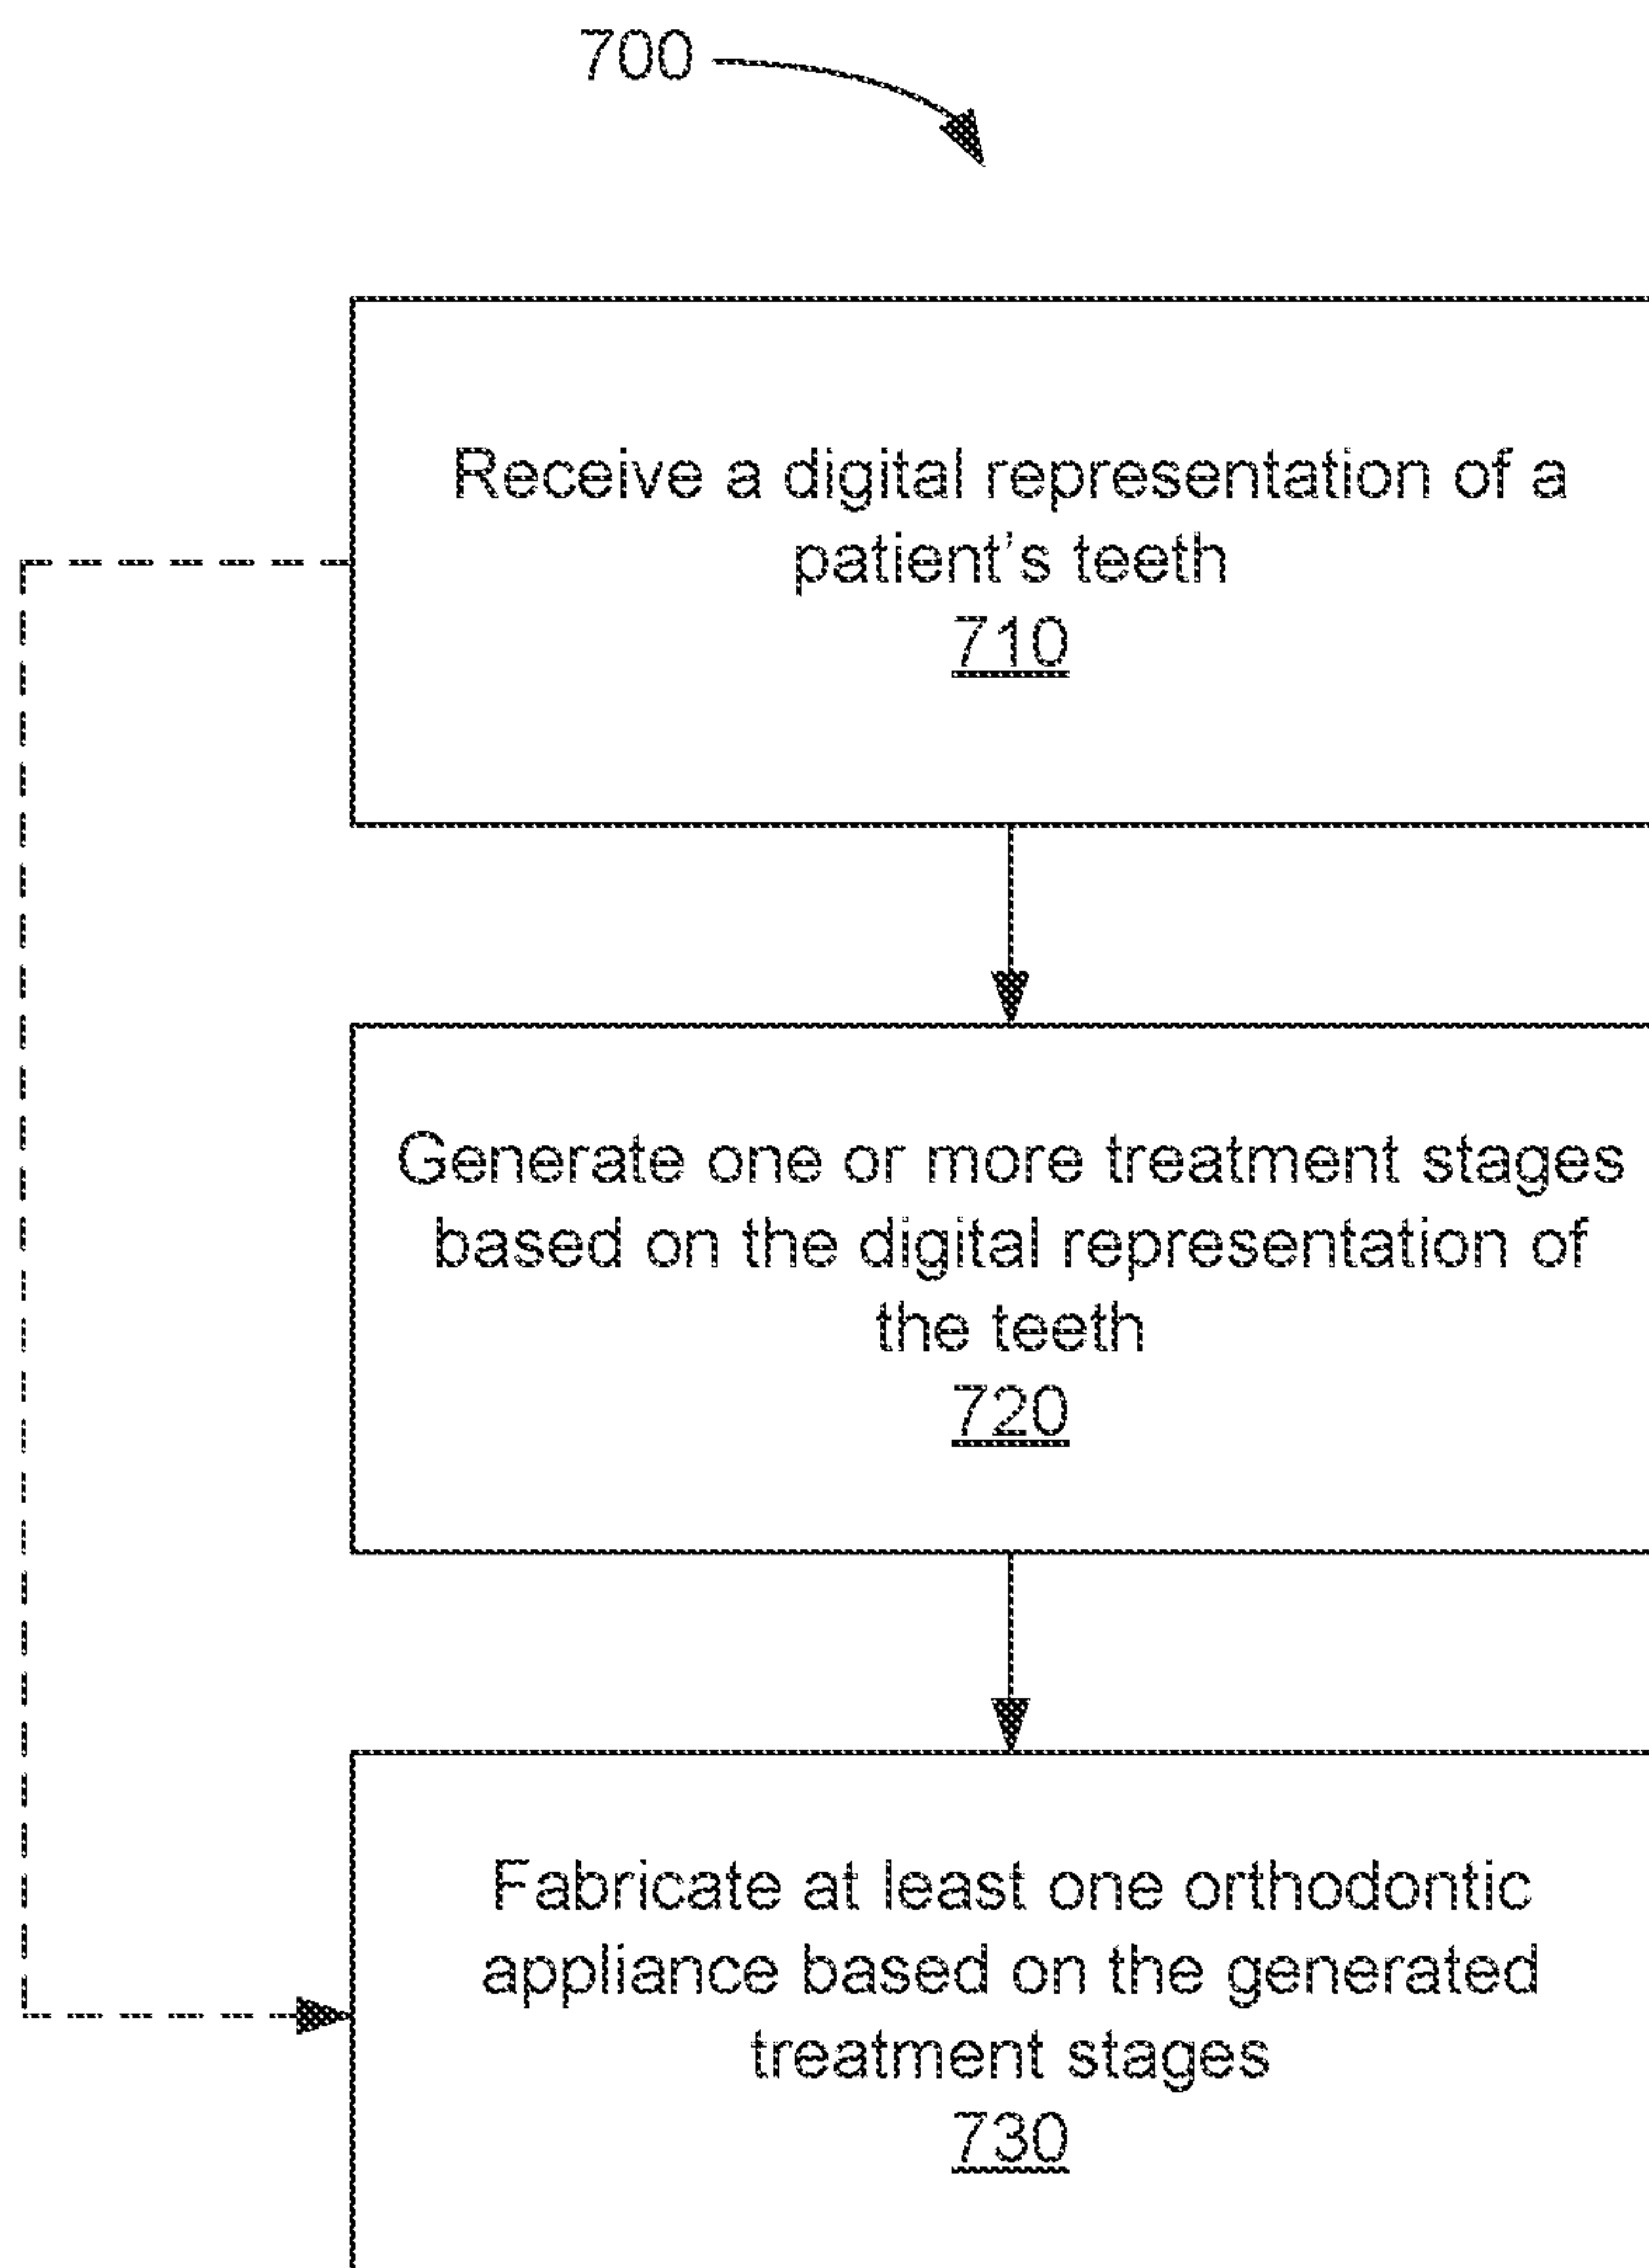 700
Receive a digital representation of a
patient's teeth
710
Generate one or more treatment stages
based on the digital representation of
the teeth
720
Fabricate at least one orthodontic
appliance based on the generated
treatment stages
730